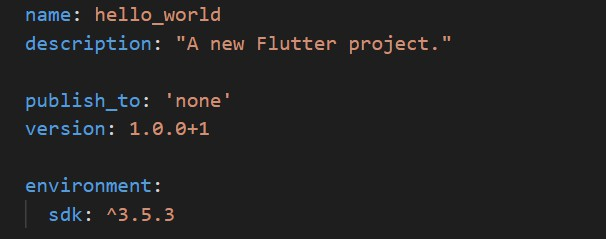 name: hello_world
description: "A new Flutter project."
publish_to: 'none'
version: 1.0.0+1
environment:
  sdk: ^3.5.3